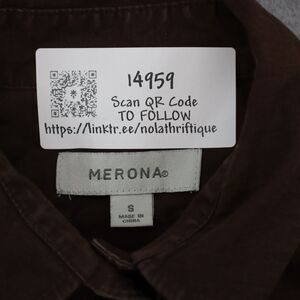 14959
Scan QR Code
TO FOLLOW
https://linktr.ee/nolathriftique
MERONA®
S
MADE IN
CHINA